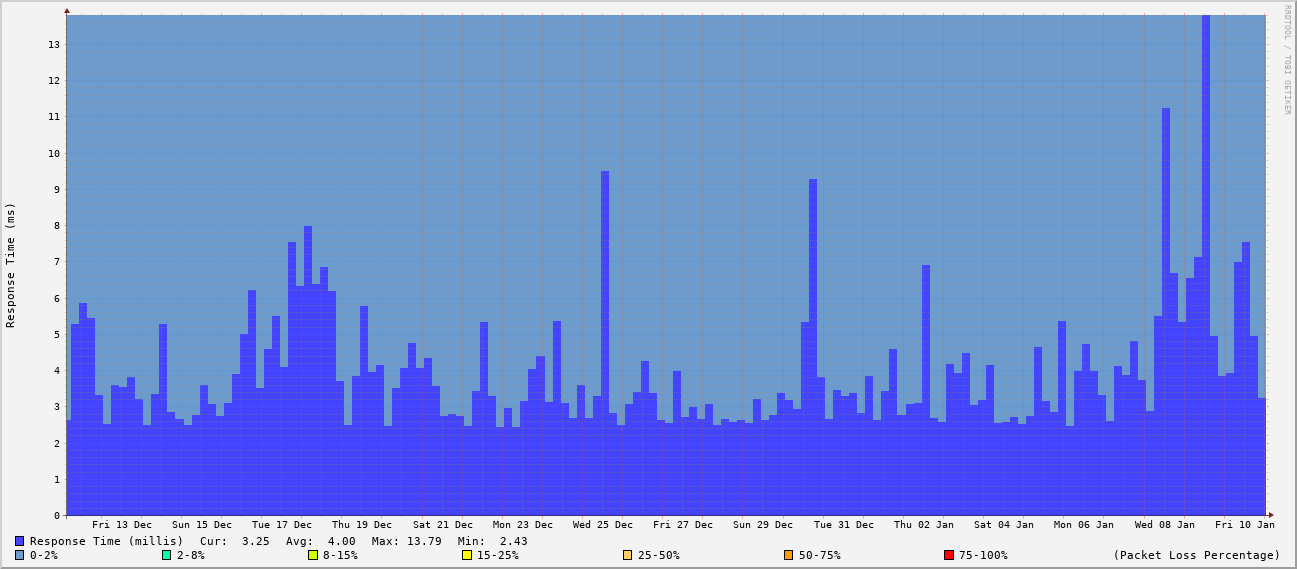 RRDTOOL / TOBI OETIKER
Response Time (ms)
13
12
11
10
9
8
7
6
5
4
3
2
1
0
Fri 13 Dec Sun 15 Dec Tue 17 Dec Thu 19 Dec Sat 21 Dec Mon 23 Dec Wed 25 Dec Fri 27 Dec Sun 29 Dec Tue 31 Dec Thu 02 Jan Sat 04 Jan Mon 06 Jan Wed 08 Jan Fri 10 Jan
Response Time (millis) Cur: 3.25 Avg: 4.00 Max: 13.79 Min: 2.43
0-2% 2-8% 8-15% 15-25% 25-50% 50-75% 75-100% (Packet Loss Percentage)